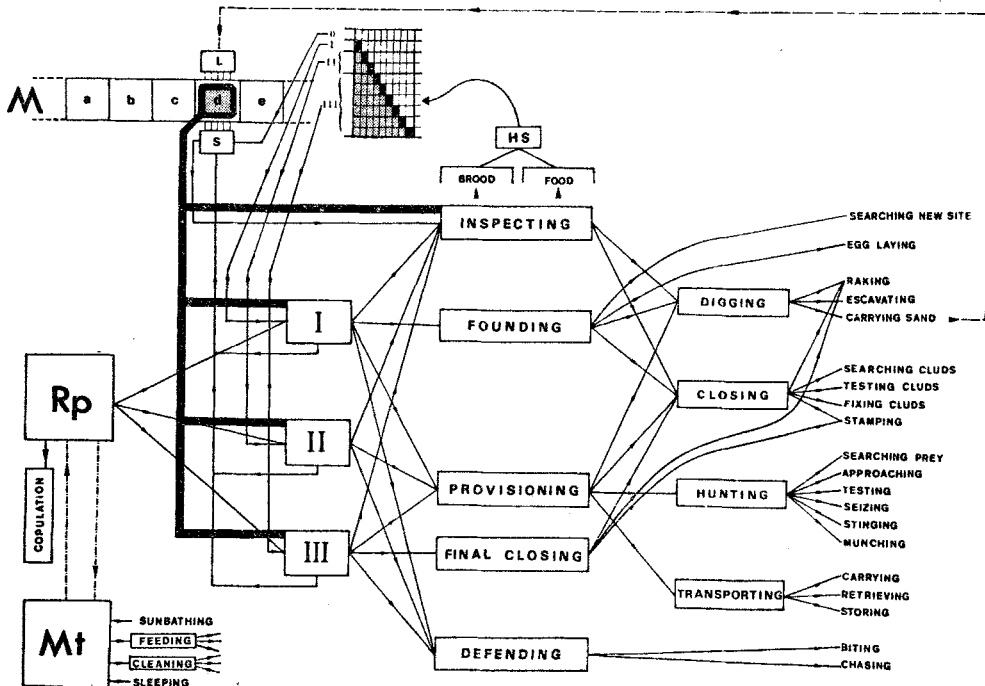 L
0
I
II
III
M
a
b
c
d
e
S
HS
BROOD
FOOD
INSPECTING
SEARCHING NEW SITE
EGG LAYING
I
FOUNDING
DIGGING
RAKING
ESCAVATING
CARRYING SAND
Rp
CLOSING
SEARCHING CLUDS
TESTING CLUDS
FIXING CLUDS
STAMPING
II
COPULATION
PROVISIONING
HUNTING
SEARCHING PREY
APPROACHING
TESTING
SEIZING
STINGING
MUNCHING
III
FINAL CLOSING
TRANSPORTING
CARRYING
RETRIEVING
STORING
Mt
SUNBATHING
FEEDING
CLEANING
SLEEPING
DEFENDING
BITING
CHASING